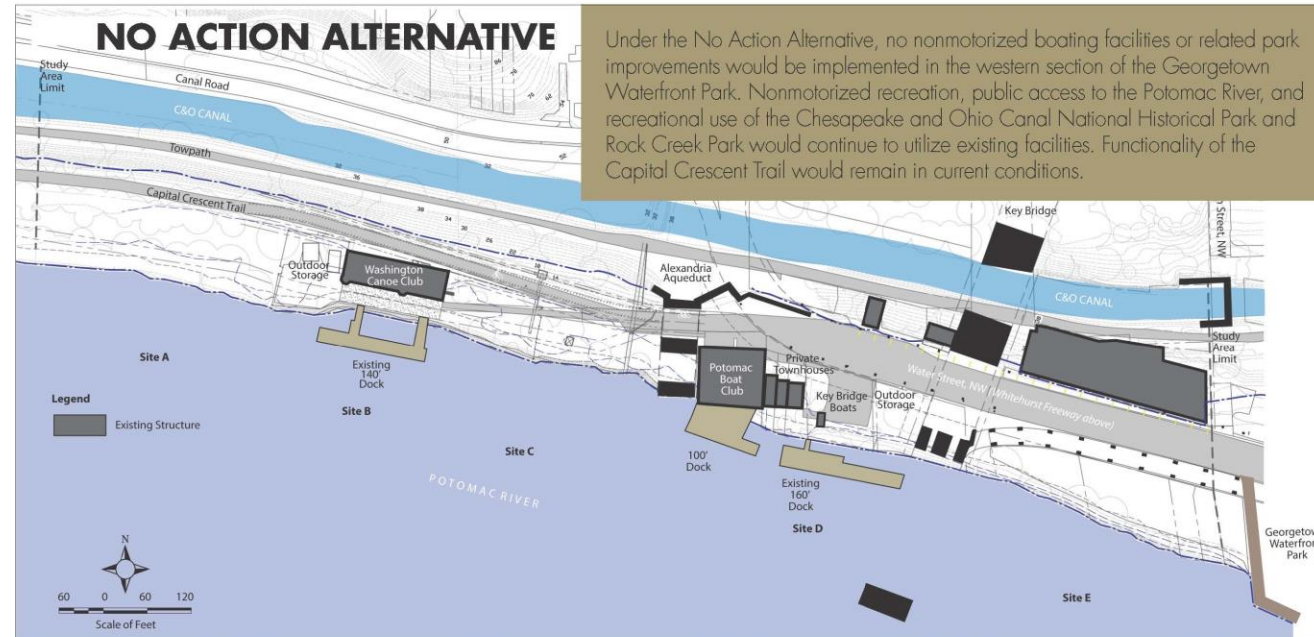 NO ACTION ALTERNATIVE
Under the No Action Alternative, no nonmotorized boating facilities or related park
improvements would be implemented in the western section of the Georgetown
Waterfront Park. Nonmotorized recreation, public access to the Potomac River, and
recreational use of the Chesapeake and Ohio Canal National Historical Park and
Rock Creek Park would continue to utilize existing facilities. Functionality of the
Capital Crescent Trail would remain in current conditions.
Study
Area
Limit
Canal Road
C&O CANAL
Towpath
Capital Crescent Trail
Key Bridge
Street, NW
Outdoor
Storage
Washington
Canoe Club
Alexandria
Aqueduct
C&O CANAL
Study
Area
Limit
Existing
140'
Dock
Potomac
Boat
Club
Private
Townhouses
Key Bridge
Boats
Outdoor
Storage
Water Street, NW (Whitehurst Freeway above)
Site A
Site B
Site C
100'
Dock
Existing
160'
Dock
Site D
Site E
Legend
Existing Structure
POTOMAC RIVER
Georgetow
Waterfron
Park
N
60 0 60 120
Scale of Feet